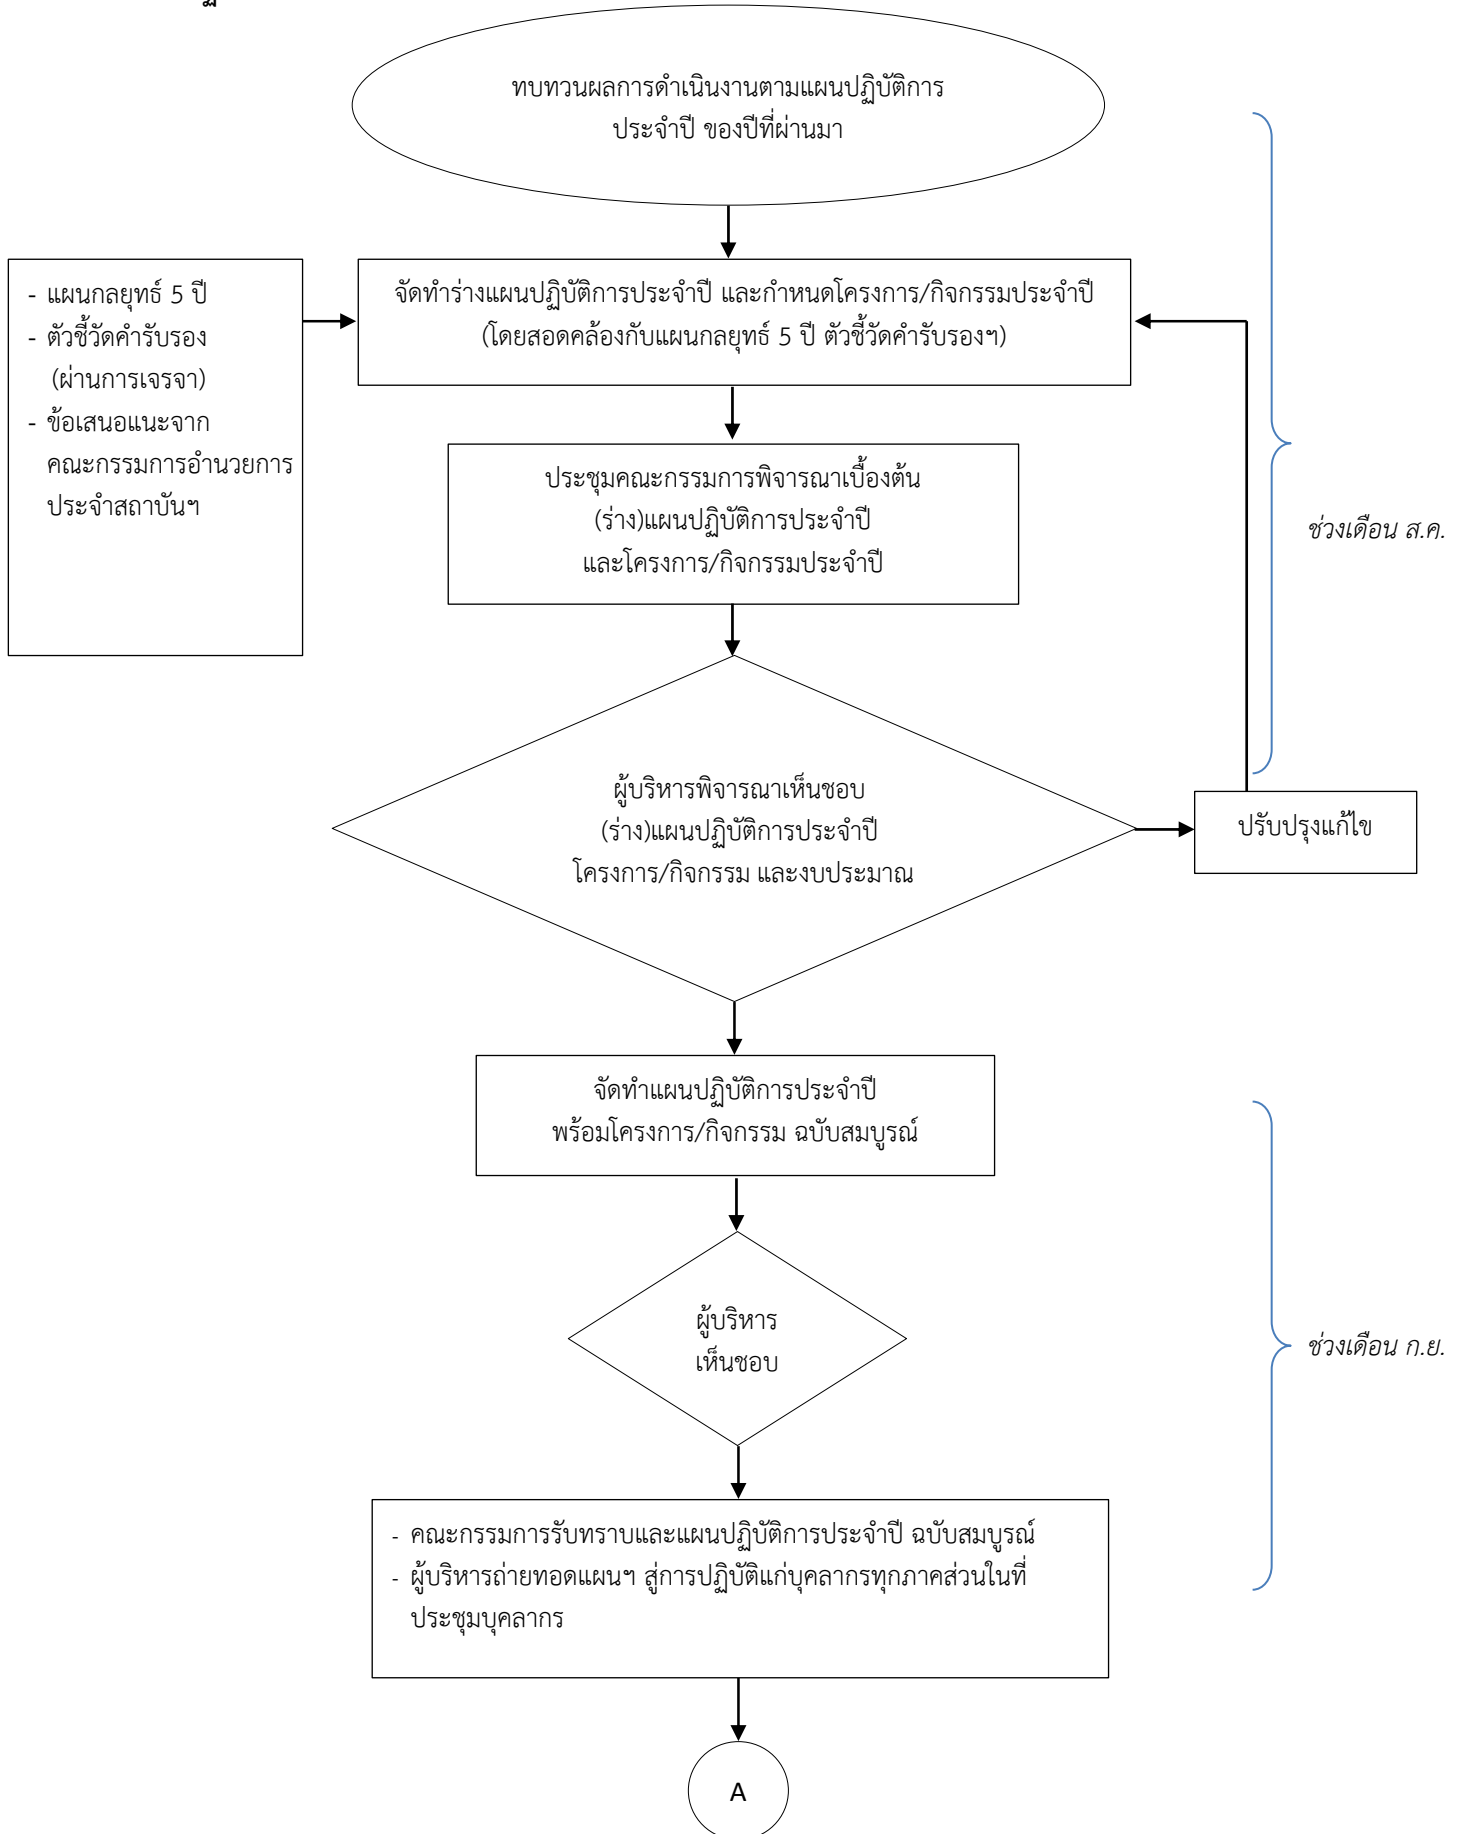 ทบทวนผลการดำเนินงานตามแผนปฏิบัติการ
ประจำปี ของปีที่ผ่านมา
- แผนกลยุทธ์ 5 ปี
- ตัวชี้วัดคำรับรอง
(ผ่านการเจรจา)
- ข้อเสนอแนะจาก
คณะกรรมการอำนวยการ
ประจำสถาบันฯ
จัดทำร่างแผนปฏิบัติการประจำปี และกำหนดโครงการ/กิจกรรมประจำปี
(โดยสอดคล้องกับแผนกลยุทธ์ 5 ปี ตัวชี้วัดคำรับรองฯ)
ประชุมคณะกรรมการพิจารณาเบื้องต้น
(ร่าง)แผนปฏิบัติการประจำปี
และโครงการ/กิจกรรมประจำปี
ช่วงเดือน ส.ค.
ผู้บริหารพิจารณาเห็นชอบ
(ร่าง)แผนปฏิบัติการประจำปี
โครงการ/กิจกรรม และงบประมาณ
ปรับปรุงแก้ไข
จัดทำแผนปฏิบัติการประจำปี
พร้อมโครงการ/กิจกรรม ฉบับสมบูรณ์
ผู้บริหาร
เห็นชอบ
ช่วงเดือน ก.ย.
- คณะกรรมการรับทราบและแผนปฏิบัติการประจำปี ฉบับสมบูรณ์
- ผู้บริหารถ่ายทอดแผนฯ สู่การปฏิบัติแก่บุคลากรทุกภาคส่วนในที่
ประชุมบุคลากร
A